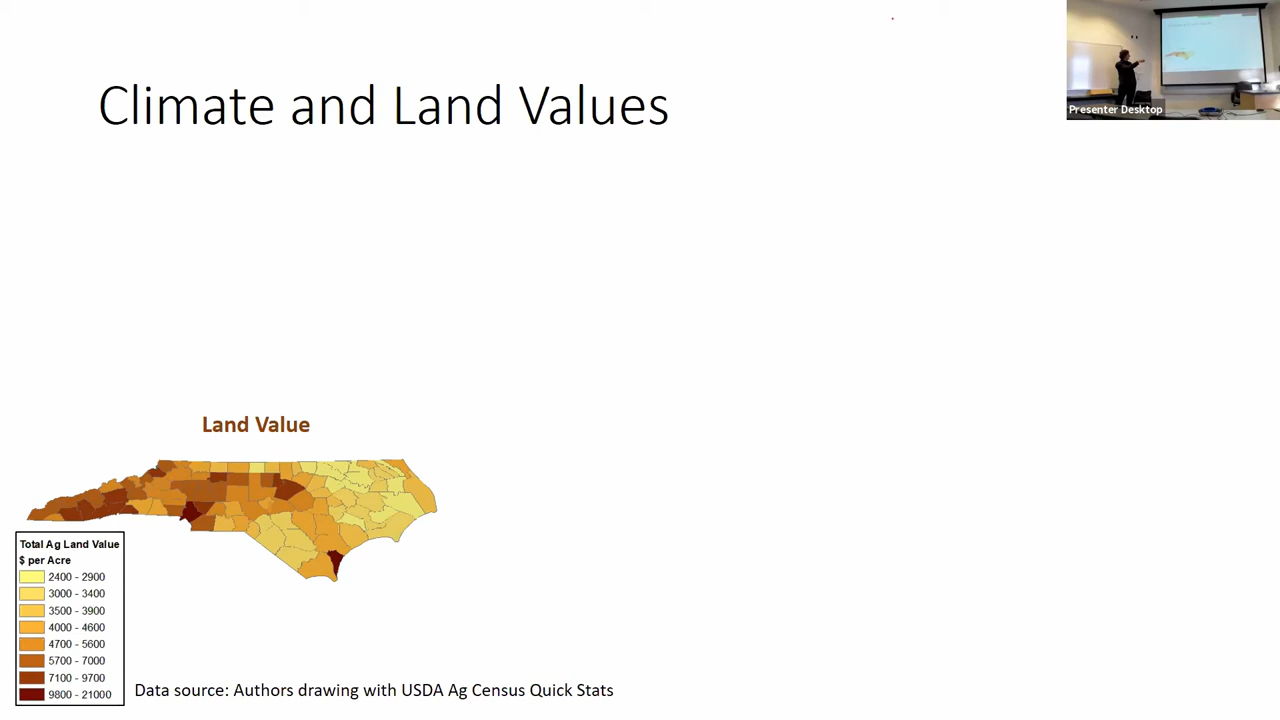 Climate and Land Values
Presenter Desktop
Land Value
Total Ag Land Value
$ per Acre
2400 - 2900
3000 - 3400
3500 - 3900
4000 - 4600
4700 - 5600
5700 - 7000
7100 - 9700
9800 - 21000
Data source: Authors drawing with USDA Ag Census Quick Stats